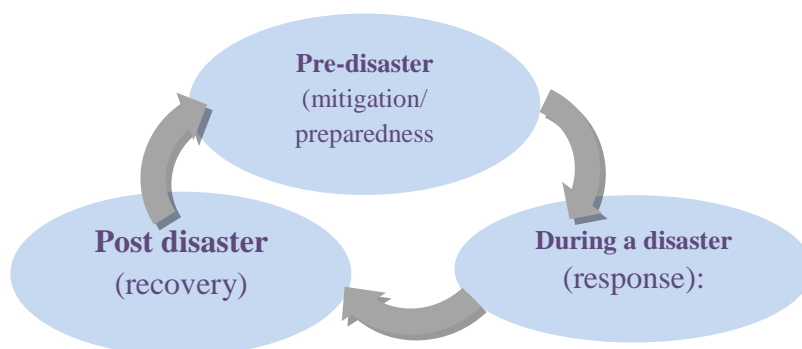 Pre-disaster
(mitigation/
preparedness
During a disaster
(response):
Post disaster
(recovery)